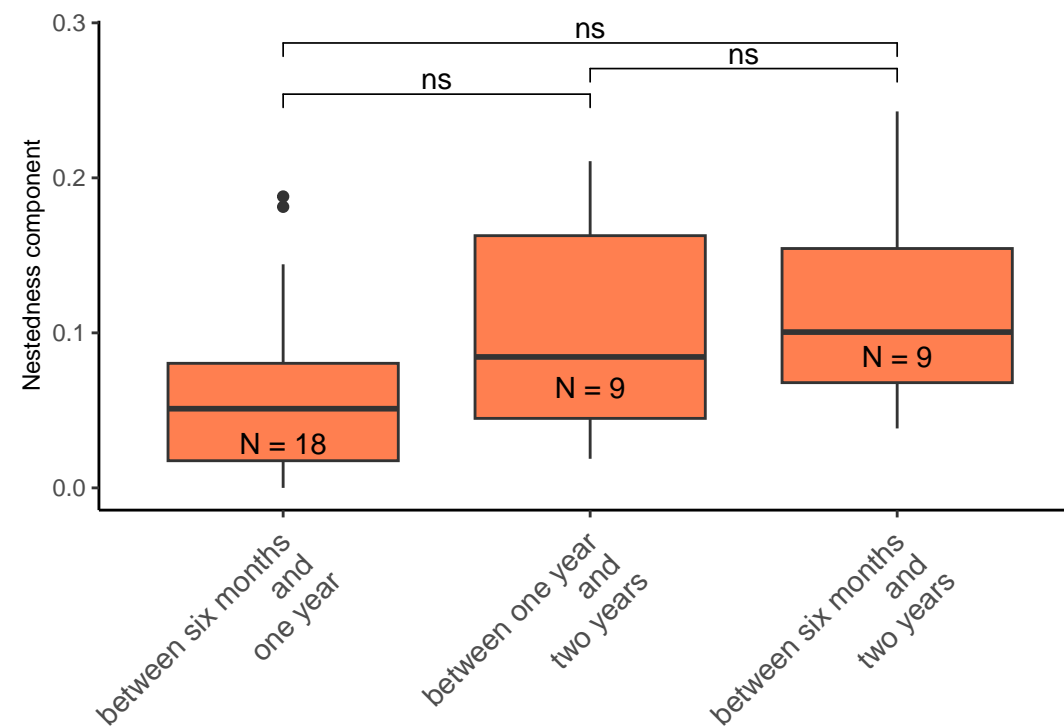 0.3
0.2
0.1
0.0
Nestedness component
ns
ns
ns
N = 18
N = 9
N = 9
between six months
and
one year
between one year
and
two years
between six months
and
two years